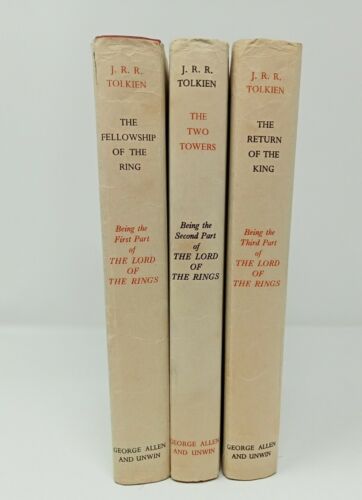 J. R. R.
TOLKIEN
THE
FELLOWSHIP
OF THE
RING
Being the
First Part
of
THE LORD
OF
THE RINGS
GEORGE ALLEN
AND UNWIN
J. R. R.
TOLKIEN
THE
TWO
TOWERS
Being the
Second Part
of
THE LORD
OF
THE RINGS
GEORGE ALLEN
AND UNWIN
J. R. R.
TOLKIEN
THE
RETURN
OF THE
KING
Being the
Third Part
of
THE LORD
OF
THE RINGS
GEORGE ALLEN
AND UNWIN